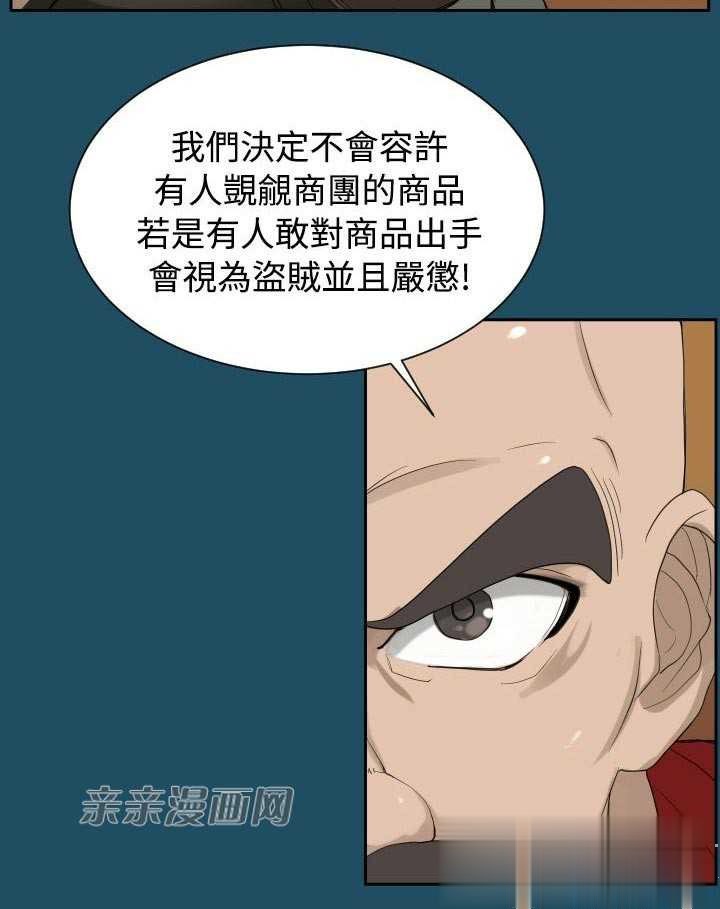 我們決定不會容許
有人覬覦商團的商品
若是有人敢對商品出手
會視為盜賊並且嚴懲!
亲亲漫画网